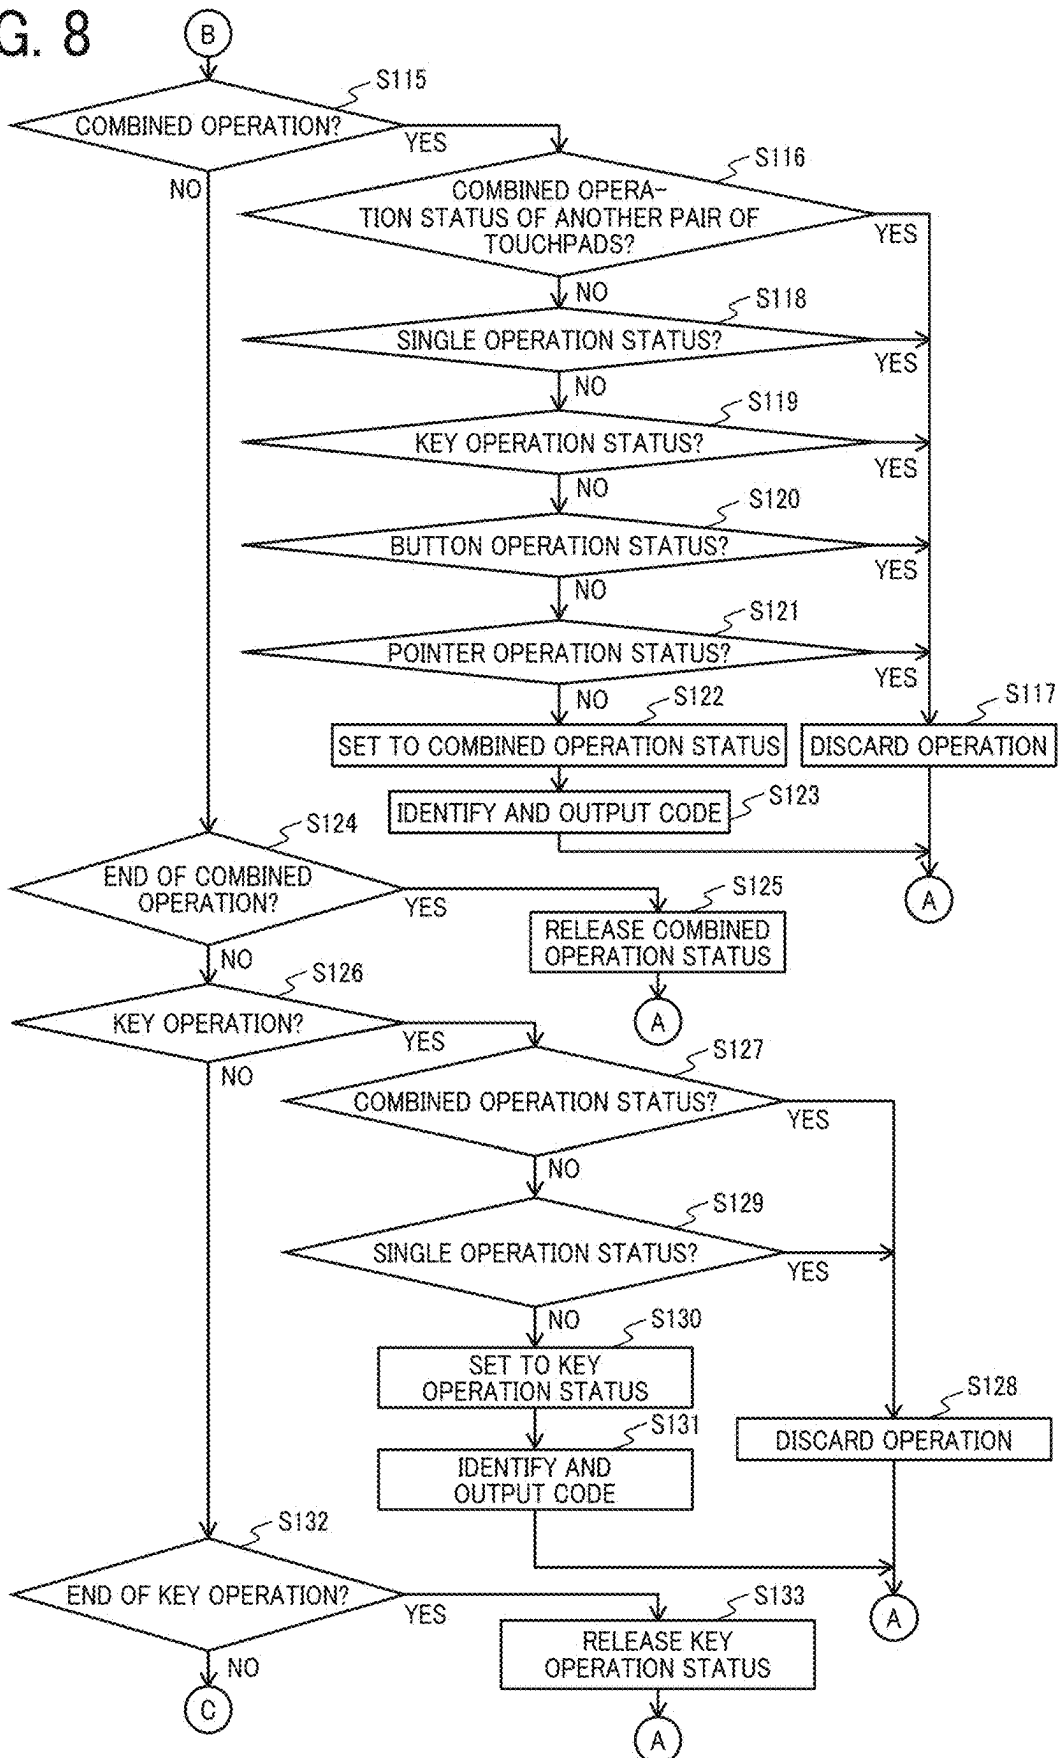 G. 8
B
S115
COMBINED OPERATION?
YES
NO
S116
COMBINED OPERA-
TION STATUS OF ANOTHER PAIR OF
TOUCHPADS?
YES
NO
S118
SINGLE OPERATION STATUS?
YES
NO
S119
KEY OPERATION STATUS?
YES
NO
S120
BUTTON OPERATION STATUS?
YES
NO
S121
POINTER OPERATION STATUS?
YES
NO
S122
SET TO COMBINED OPERATION STATUS
S117
DISCARD OPERATION
S123
IDENTIFY AND OUTPUT CODE
A
S124
END OF COMBINED
OPERATION?
YES
NO
S125
RELEASE COMBINED
OPERATION STATUS
A
S126
KEY OPERATION?
YES
NO
S127
COMBINED OPERATION STATUS?
YES
NO
S129
SINGLE OPERATION STATUS?
YES
NO
S130
SET TO KEY
OPERATION STATUS
S128
DISCARD OPERATION
S131
IDENTIFY AND
OUTPUT CODE
A
S132
END OF KEY OPERATION?
YES
NO
S133
RELEASE KEY
OPERATION STATUS
C
A